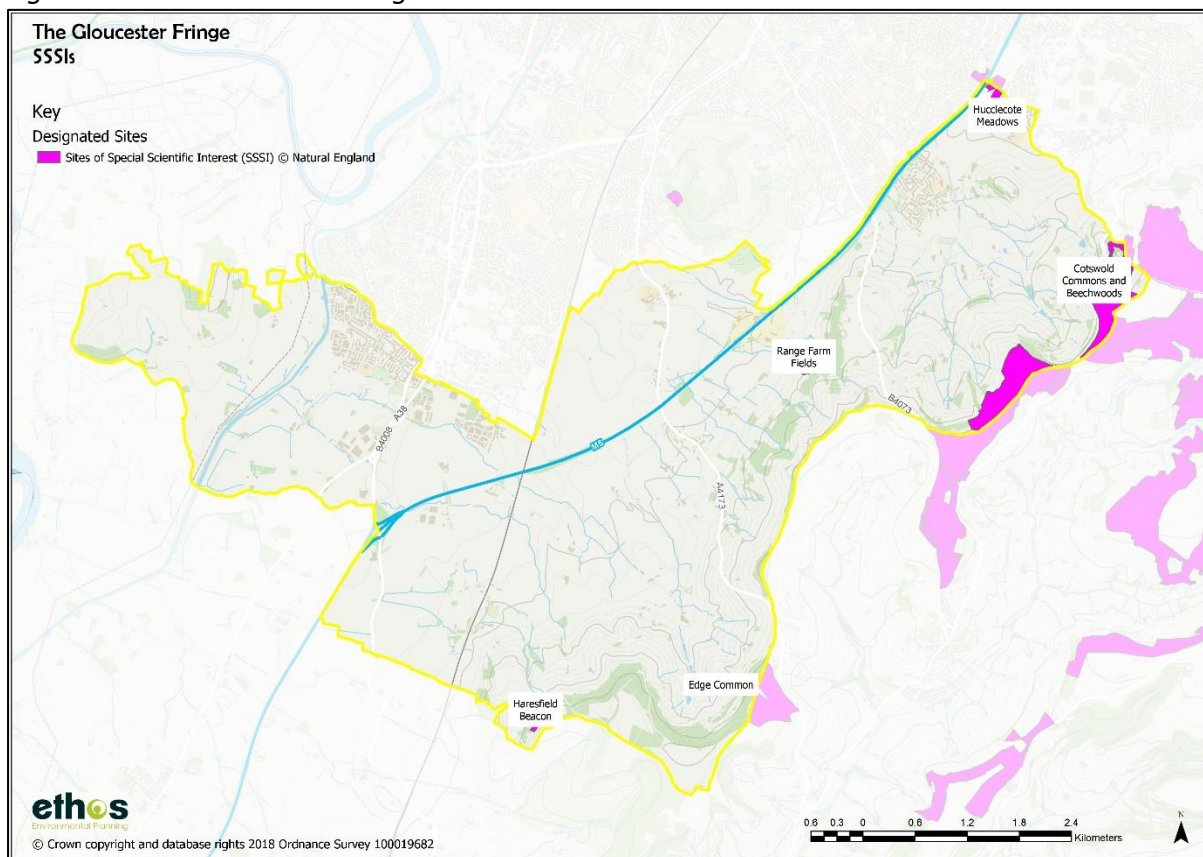 The Gloucester Fringe
SSSIs
Key
Designated Sites
Sites of Special Scientific Interest (SSSI) © Natural England
Hucclecote
Meadows
Cotswold
Commons and
Beechwoods
Range Farm
Fields
B4073
A38
B4008
M5
A4173
Edge Common
Haresfield
Beacon
ethos
Environmental Planning
© Crown copyright and database rights 2018 Ordnance Survey 100019682
0.6 0.3 0 0.6 1.2 1.8 2.4
Kilometers
N